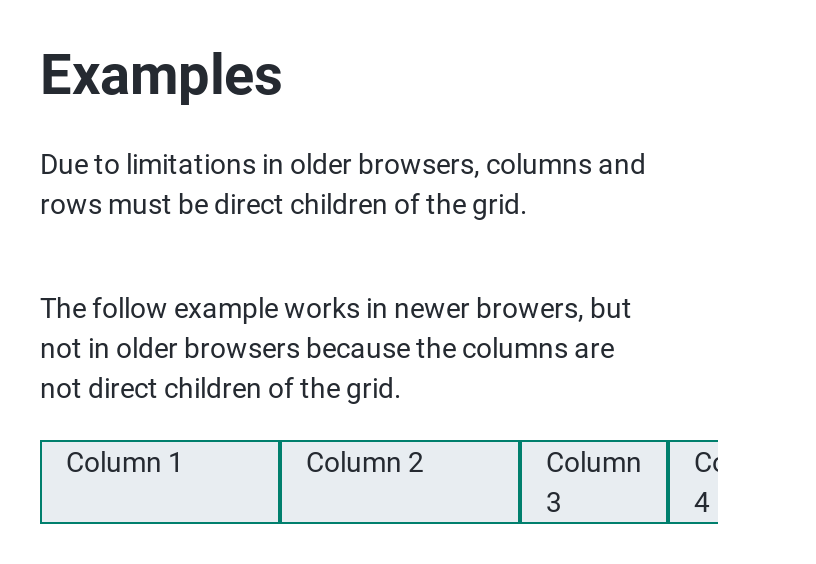 Examples
Due to limitations in older browsers, columns and
rows must be direct children of the grid.
The follow example works in newer browers, but
not in older browsers because the columns are
not direct children of the grid.
Column 1 Column 2 Column
3 4